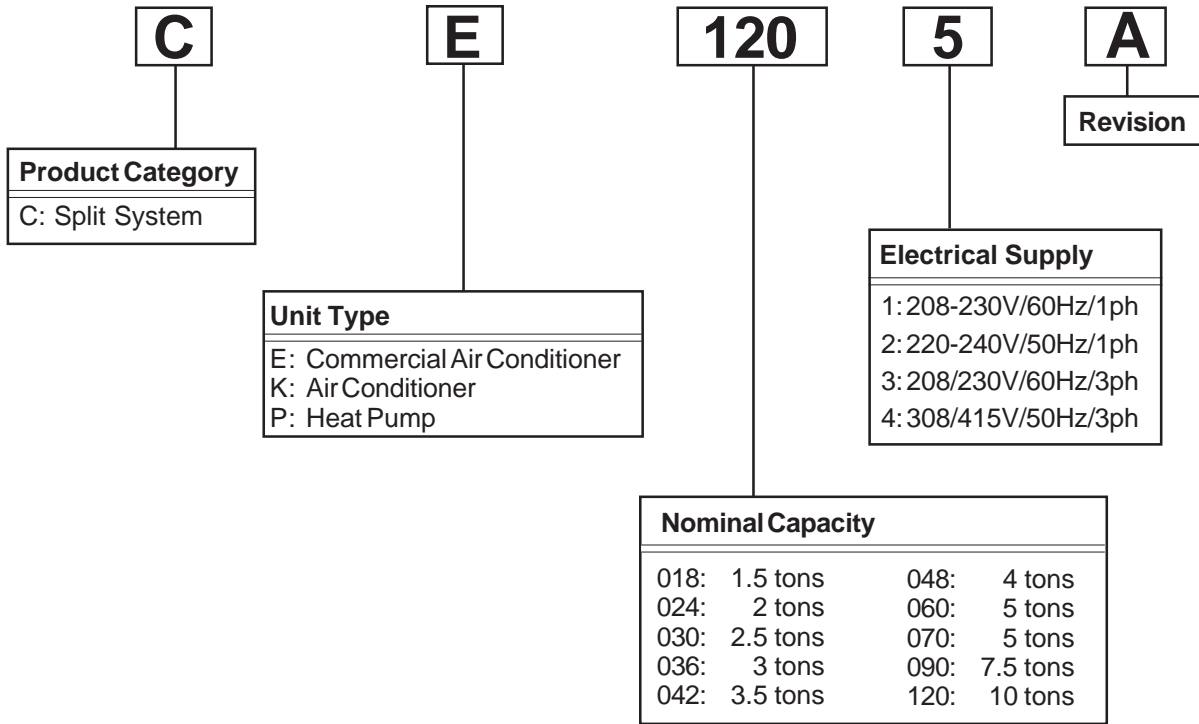 C E 120 5 A
Revision
Product Category
C: Split System
Electrical Supply
1: 208-230V/60Hz/1ph
2: 220-240V/50Hz/1ph
3: 208/230V/60Hz/3ph
4: 308/415V/50Hz/3ph
Unit Type
E: Commercial Air Conditioner
K: Air Conditioner
P: Heat Pump
Nominal Capacity
018: 1.5 tons 048: 4 tons
024: 2 tons 060: 5 tons
030: 2.5 tons 070: 5 tons
036: 3 tons 090: 7.5 tons
042: 3.5 tons 120: 10 tons